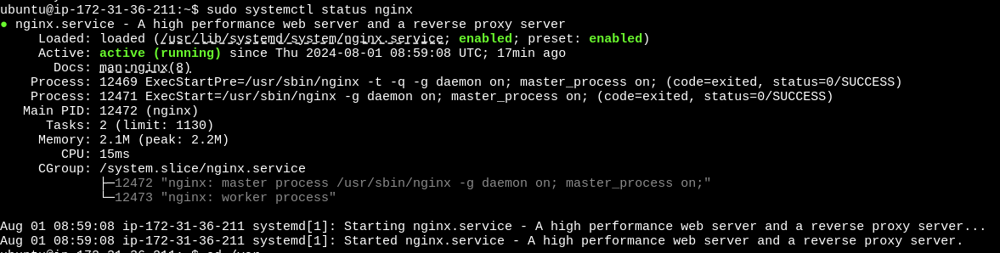 ubuntu@ip-172-31-36-211:~$ sudo systemctl status nginx
● nginx.service - A high performance web server and a reverse proxy server
     Loaded: loaded (/usr/lib/systemd/system/nginx.service; enabled; preset: enabled)
     Active: active (running) since Thu 2024-08-01 08:59:08 UTC; 17min ago
       Docs: man:nginx(8)
    Process: 12469 ExecStartPre=/usr/sbin/nginx -t -q -g daemon on; master_process on; (code=exited, status=0/SUCCESS)
    Process: 12471 ExecStart=/usr/sbin/nginx -g daemon on; master_process on; (code=exited, status=0/SUCCESS)
   Main PID: 12472 (nginx)
      Tasks: 2 (limit: 1130)
     Memory: 2.1M (peak: 2.2M)
        CPU: 15ms
     CGroup: /system.slice/nginx.service
             ├─12472 "nginx: master process /usr/sbin/nginx -g daemon on; master_process on;"
             └─12473 "nginx: worker process"
Aug 01 08:59:08 ip-172-31-36-211 systemd[1]: Starting nginx.service - A high performance web server and a reverse proxy server...
Aug 01 08:59:08 ip-172-31-36-211 systemd[1]: Started nginx.service - A high performance web server and a reverse proxy server.